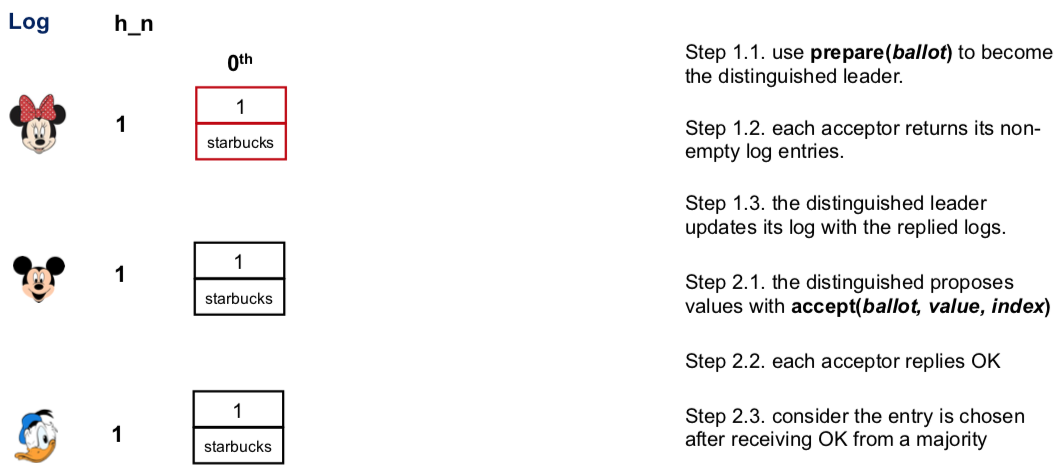 Log
h_n
0th
1
1
starbucks
1
1
starbucks
1
1
starbucks
Step 1.1. use prepare(ballot) to become
the distinguished leader.
Step 1.2. each acceptor returns its non-
empty log entries.
Step 1.3. the distinguished leader
updates its log with the replied logs.
Step 2.1. the distinguished proposes
values with accept(ballot, value, index)
Step 2.2. each acceptor replies OK
Step 2.3. consider the entry is chosen
after receiving OK from a majority